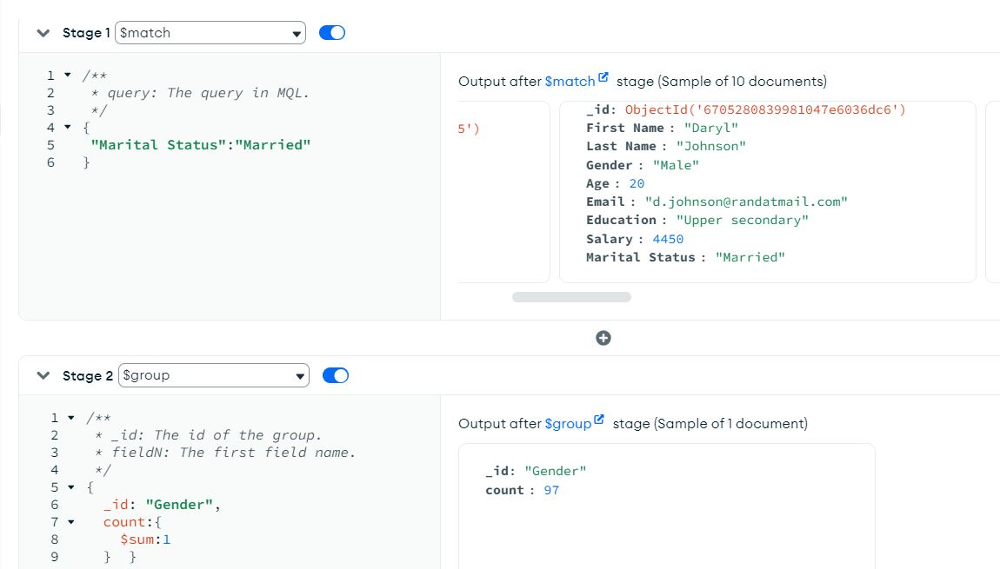 Stage 1 $match
1 /**
2 * query: The query in MQL.
3 */
4 {
5 "Marital Status":"Married"
6 }
Output after $match stage (Sample of 10 documents)
5')
_id: ObjectId('6705280839981047e6036dc6')
First Name : "Daryl"
Last Name : "Johnson"
Gender : "Male"
Age : 20
Email : "d.johnson@randatmail.com"
Education : "Upper secondary"
Salary : 4450
Marital Status : "Married"
Stage 2 $group
1 /**
2 * _id: The id of the group.
3 * fieldN: The first field name.
4 */
5 {
6 _id: "Gender",
7 count:{
8 $sum:1
9 } }
Output after $group stage (Sample of 1 document)
_id: "Gender"
count : 97